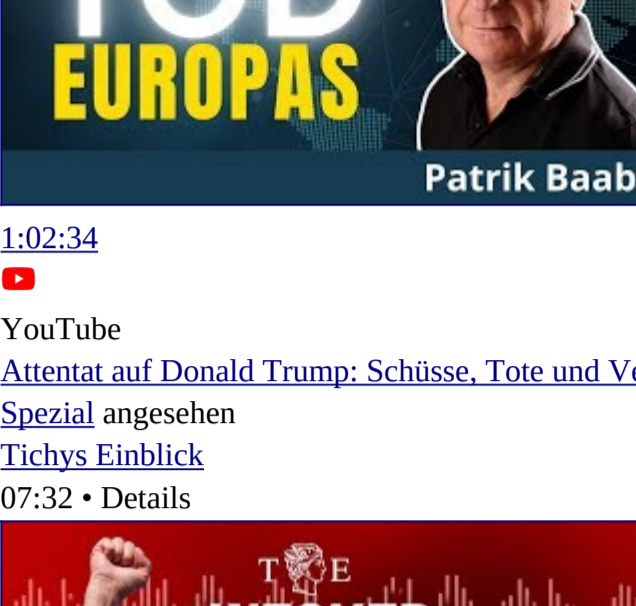 TOD
EUROPAS
Patrik Baab
1:02:34
YouTube
Attentat auf Donald Trump: Schüsse, Tote und Ve
Spezial angesehen
Tichys Einblick
07:32 • Details
T E